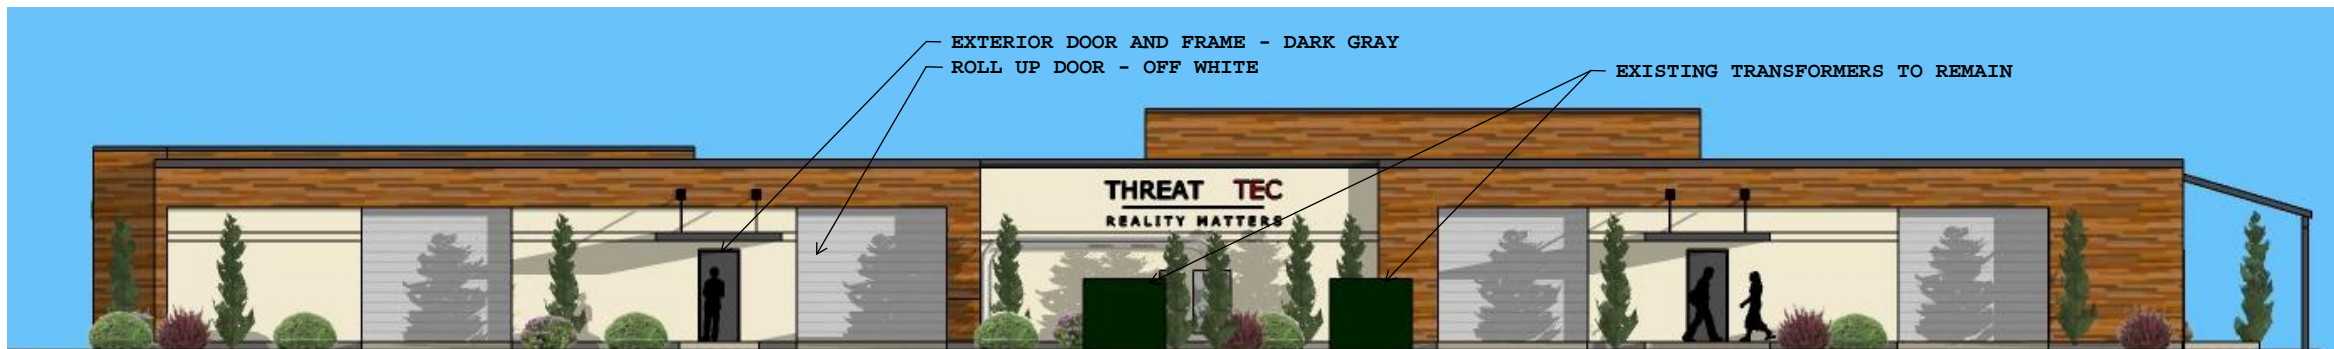 EXTERIOR DOOR AND FRAME - DARK GRAY
ROLL UP DOOR - OFF WHITE
EXISTING TRANSFORMERS TO REMAIN
THREAT TEC
REALITY MATTERS